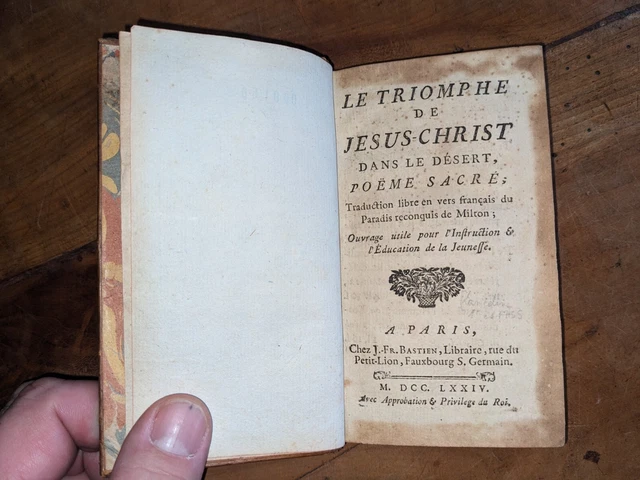 LE TRIOMPHE
DE
JESUS-CHRIST
DANS LE DÉSERT,
POËME SACRÉ;
Traduction libre en vers français du
Paradis reconquis de Milton;
Ouvrage utile pour l'Inſtruction &
l'Éducation de la Jeuneſſe.
A PARIS,
Chez J.-FR. BASTIEN, Libraire, rue du
Petit-Lion, Fauxbourg S. Germain.
M. DCC. LXXIV.
Avec Approbation & Privilege du Roi.